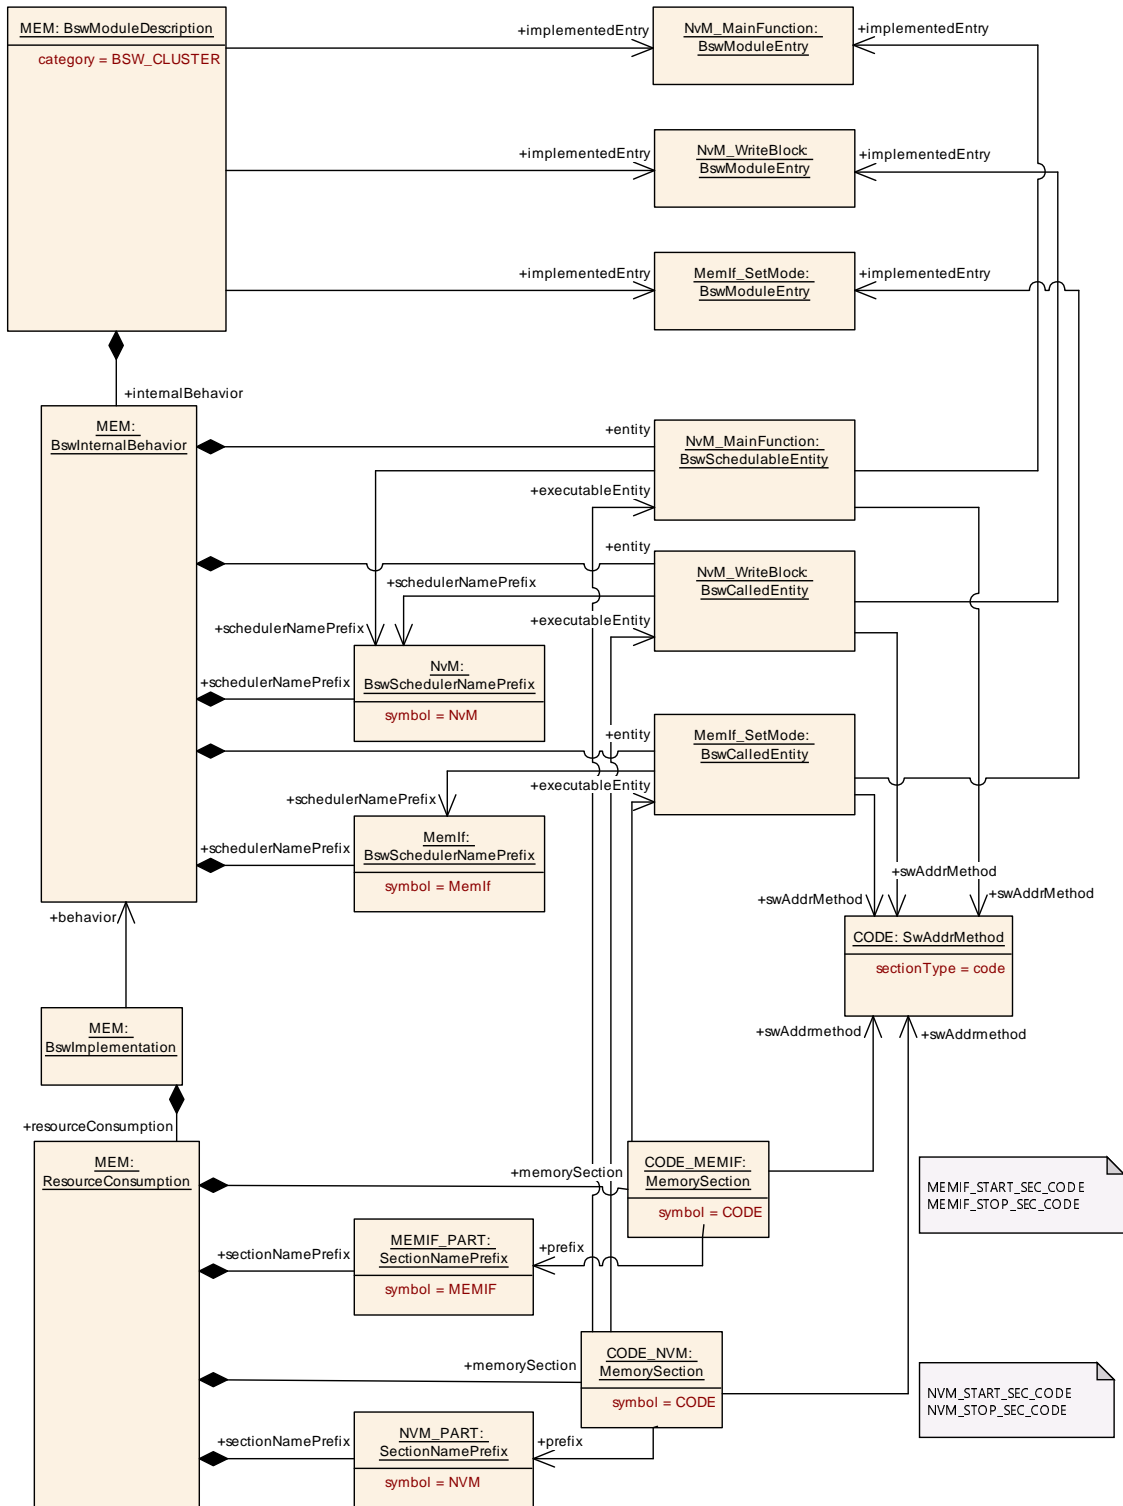 MEM: BswModuleDescription
category = BSW_CLUSTER
+implementedEntry
NvM_MainFunction:
BswModuleEntry
+implementedEntry
+implementedEntry
NvM_WriteBlock:
BswModuleEntry
+implementedEntry
+implementedEntry
MemIf_SetMode:
BswModuleEntry
+implementedEntry
+internalBehavior
MEM:
BswInternalBehavior
+entity
NvM_MainFunction:
BswSchedulableEntity
+executableEntity
+entity
NvM_WriteBlock:
BswCalledEntity
+schedulerNamePrefix
+executableEntity
+schedulerNamePrefix
NvM:
BswSchedulerNamePrefix
symbol = NvM
+schedulerNamePrefix
+entity
MemIf_SetMode:
BswCalledEntity
+executableEntity
+schedulerNamePrefix
MemIf:
BswSchedulerNamePrefix
symbol = MemIf
+schedulerNamePrefix
+swAddrMethod
+swAddrMethod
+swAddrMethod
+behavior
CODE: SwAddrMethod
sectionType = code
MEM:
BswImplementation
+swAddrmethod
+swAddrmethod
+resourceConsumption
MEM:
ResourceConsumption
+memorySection
CODE_MEMIF:
MemorySection
symbol = CODE
MEMIF_START_SEC_CODE
MEMIF_STOP_SEC_CODE
+sectionNamePrefix
MEMIF_PART:
SectionNamePrefix
symbol = MEMIF
+prefix
+memorySection
CODE_NVM:
MemorySection
symbol = CODE
NVM_START_SEC_CODE
NVM_STOP_SEC_CODE
+sectionNamePrefix
NVM_PART:
SectionNamePrefix
symbol = NVM
+prefix